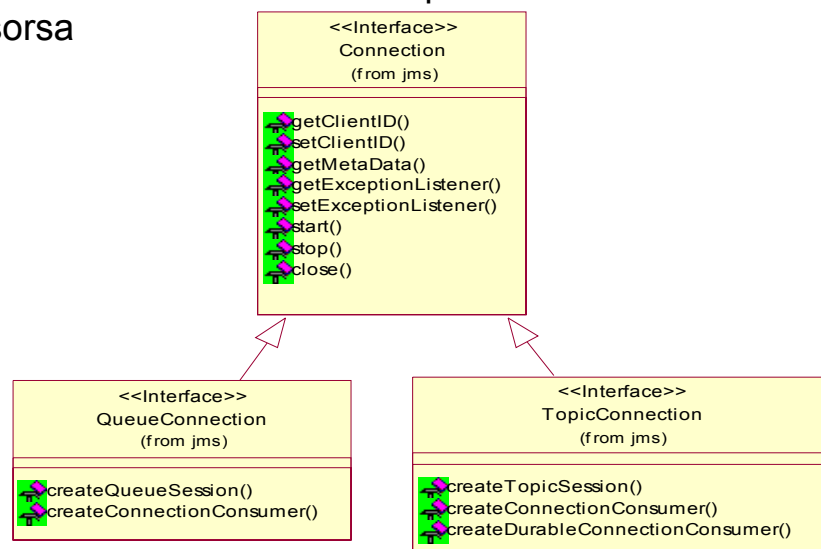 sorsa
<<Interface>>
Connection
(from jms)
getClientID()
setClientID()
getMetaData()
getExceptionListener()
setExceptionListener()
start()
stop()
close()
<<Interface>>
QueueConnection
(from jms)
createQueueSession()
createConnectionConsumer()
<<Interface>>
TopicConnection
(from jms)
createTopicSession()
createConnectionConsumer()
createDurableConnectionConsumer()